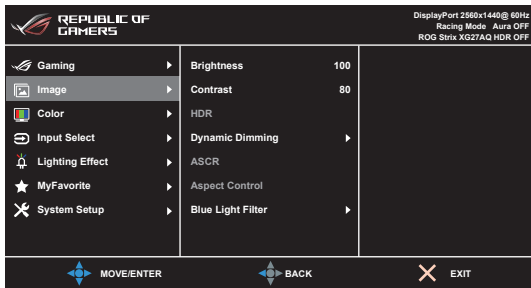 REPUBLIC OF
GAMERS
DisplayPort 2560x1440@ 60Hz
Racing Mode Aura OFF
ROG Strix XG27AQ HDR OFF
Gaming
Image
Color
Input Select
Lighting Effect
MyFavorite
System Setup
Brightness 100
Contrast 80
HDR
Dynamic Dimming
ASCR
Aspect Control
Blue Light Filter
MOVE/ENTER
BACK
EXIT